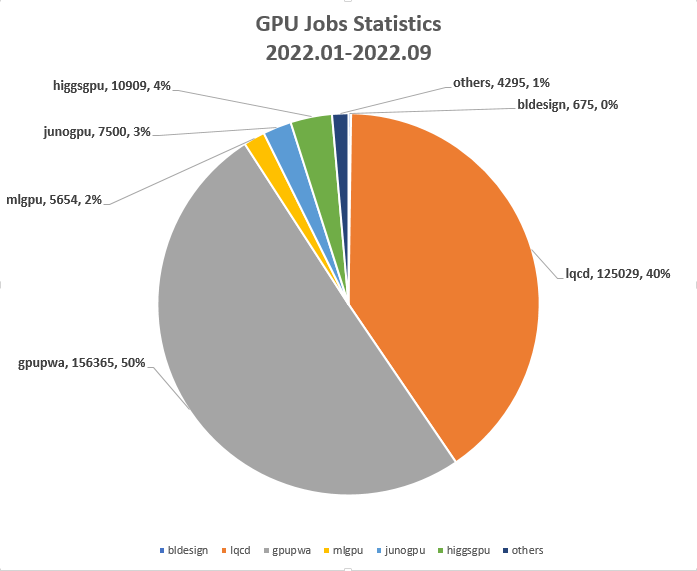 GPU Jobs Statistics
2022.01-2022.09
higgsgpu, 10909, 4%
others, 4295, 1%
bldesign, 675, 0%
junogpu, 7500, 3%
mlgpu, 5654, 2%
lqcd, 125029, 40%
gpupwa, 156365, 50%
bldesign lqcd gpupwa mlgpu junogpu higgsgpu others